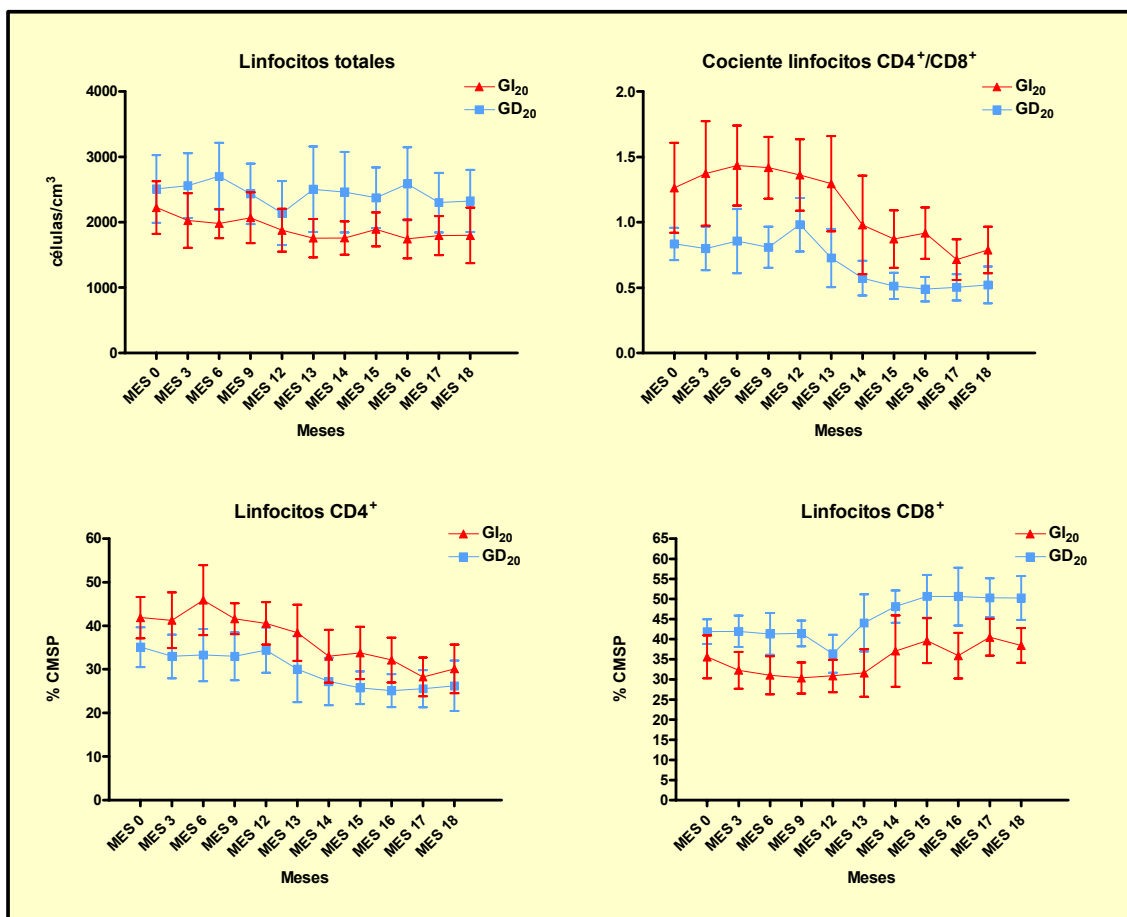 Linfocitos totales
GI20
GD20
células/cm3
4000
3000
2000
1000
0
MES 0
MES 3
MES 6
MES 9
MES 12
MES 13
MES 14
MES 15
MES 16
MES 17
MES 18
Meses
Cociente linfocitos CD4+/CD8+
GI20
GD20
2.0
1.5
1.0
0.5
0.0
MES 0
MES 3
MES 6
MES 9
MES 12
MES 13
MES 14
MES 15
MES 16
MES 17
MES 18
Meses
Linfocitos CD4+
GI20
GD20
% CMSP
60
50
40
30
20
10
0
MES 0
MES 3
MES 6
MES 9
MES 12
MES 13
MES 14
MES 15
MES 16
MES 17
MES 18
Meses
Linfocitos CD8+
GI20
GD20
% CMSP
65
60
55
50
45
40
35
30
25
20
15
10
5
0
MES 0
MES 3
MES 6
MES 9
MES 12
MES 13
MES 14
MES 15
MES 16
MES 17
MES 18
Meses